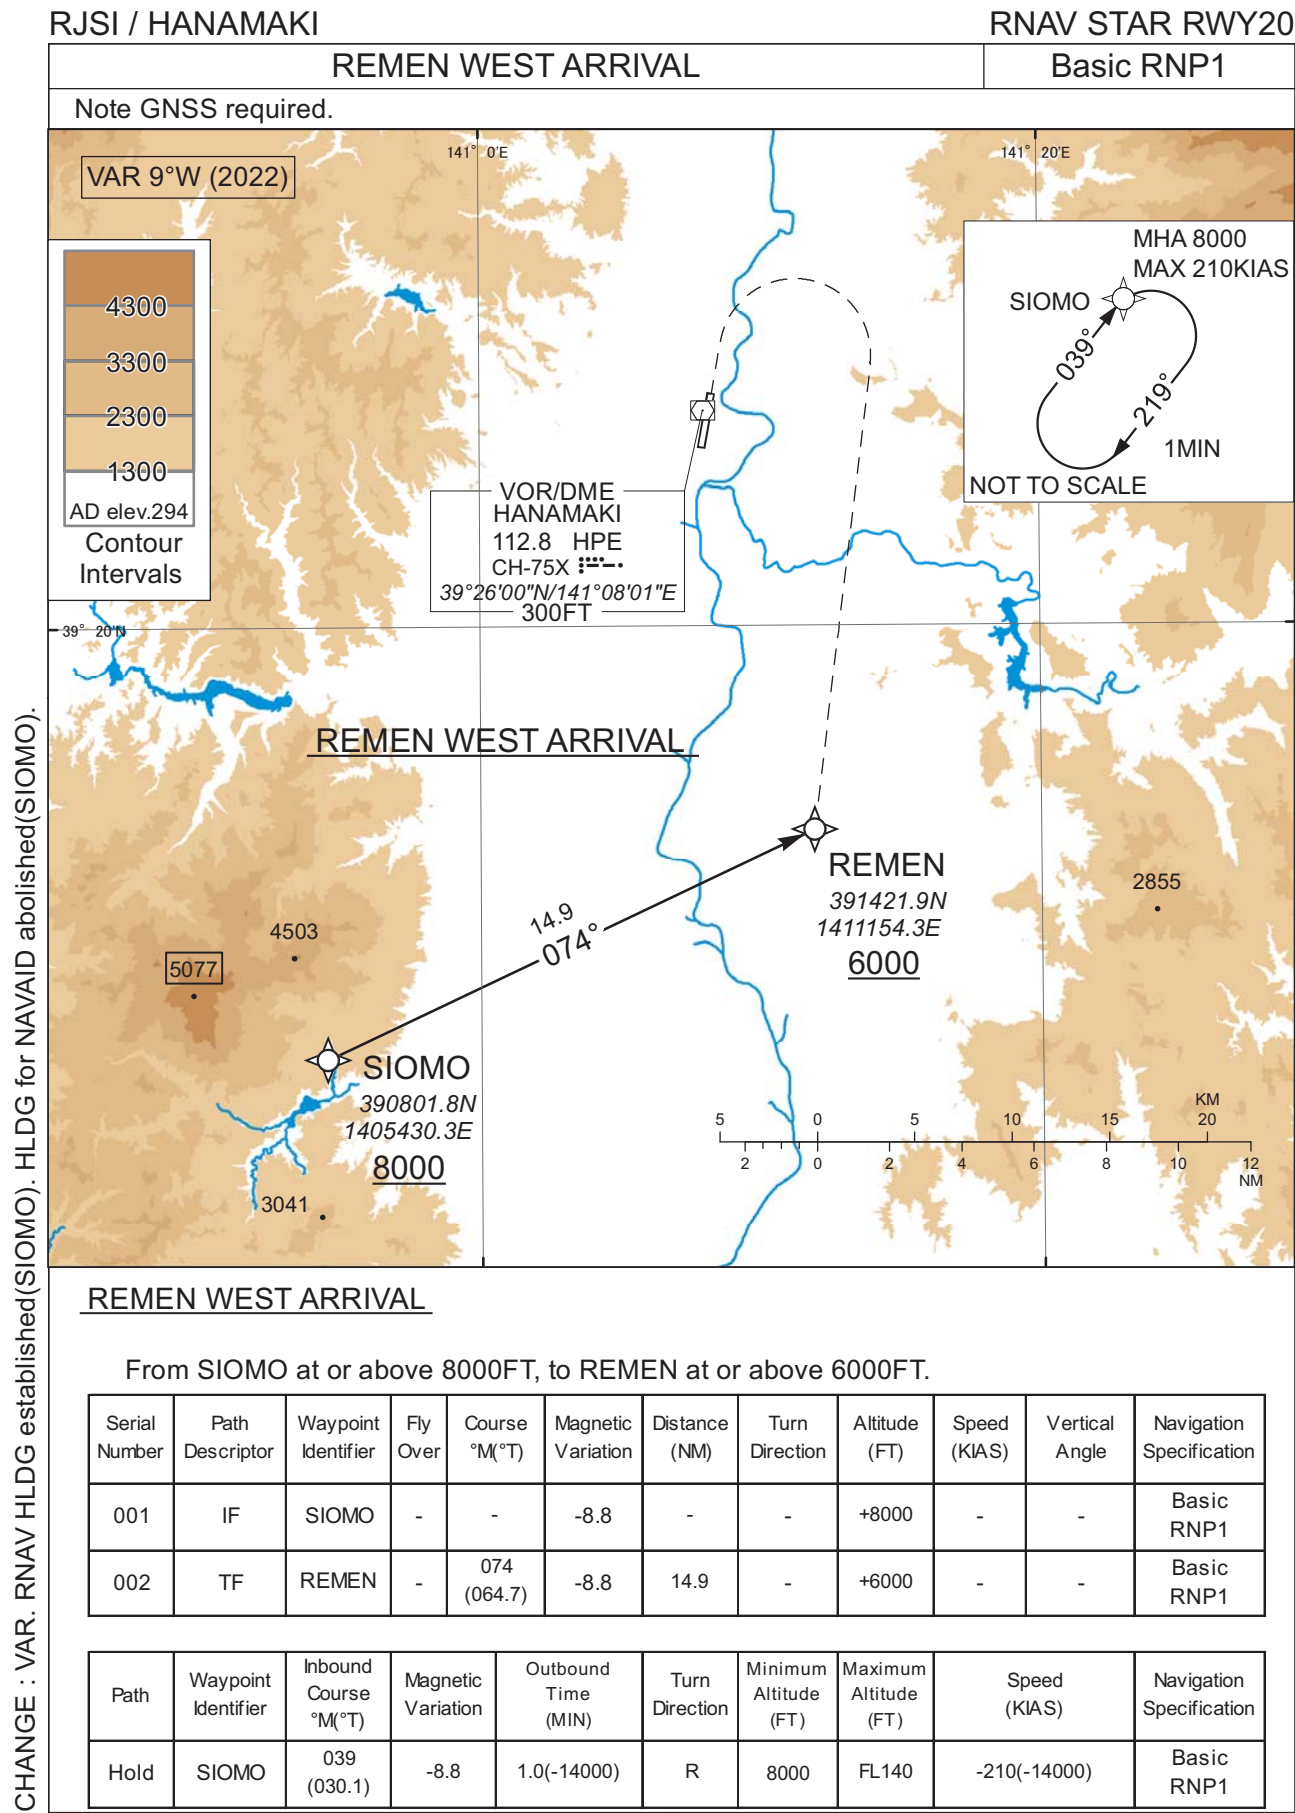 RJSI / HANAMAKI
RNAV STAR RWY20
REMEN WEST ARRIVAL
Basic RNP1
Note GNSS required.
VAR 9°W (2022)
141° 0'E
141° 20'E
4300
3300
2300
1300
AD elev.294
Contour
Intervals
MHA 8000
MAX 210KIAS
SIOMO
039°
219°
1MIN
NOT TO SCALE
VOR/DME
HANAMAKI
112.8 HPE
CH-75X
39°26'00"N/141°08'01"E
300FT
39° 20'N
REMEN WEST ARRIVAL
REMEN
391421.9N
1411154.3E
6000
2855
14.9
074°
4503
5077
SIOMO
390801.8N
1405430.3E
8000
3041
KM
5 0 5 10 15 20
2 0 2 4 6 8 10 12
NM
REMEN WEST ARRIVAL
From SIOMO at or above 8000FT, to REMEN at or above 6000FT.
Serial Number Path Descriptor Waypoint Identifier Fly Over Course °M(°T) Magnetic Variation Distance (NM) Turn Direction Altitude (FT) Speed (KIAS) Vertical Angle Navigation Specification
001 IF SIOMO - - -8.8 - - +8000 - - Basic RNP1
002 TF REMEN - 074 (064.7) -8.8 14.9 - +6000 - - Basic RNP1
Path Waypoint Identifier Inbound Course °M(°T) Magnetic Variation Outbound Time (MIN) Turn Direction Minimum Altitude (FT) Maximum Altitude (FT) Speed (KIAS) Navigation Specification
Hold SIOMO 039 (030.1) -8.8 1.0(-14000) R 8000 FL140 -210(-14000) Basic RNP1
CHANGE : VAR. RNAV HLDG established(SIOMO). HLDG for NAVAID abolished(SIOMO).